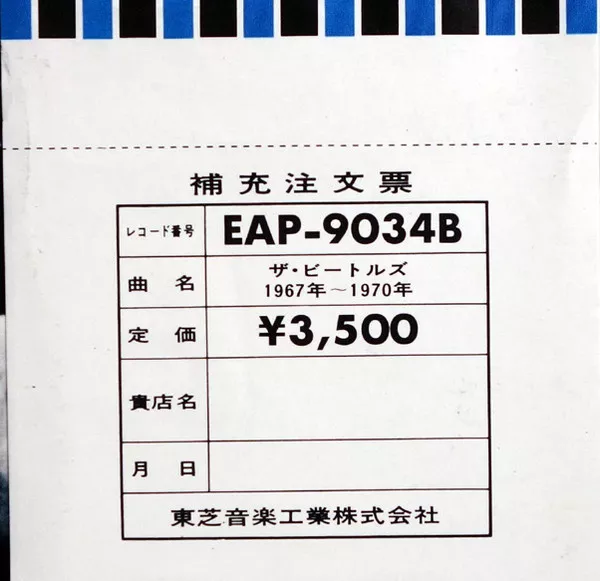 補充注文票
レコード番号 EAP-9034B
曲名 ザ・ビートルズ
1967年〜1970年
定価 ¥3,500
貴店名
月日
東芝音楽工業株式会社